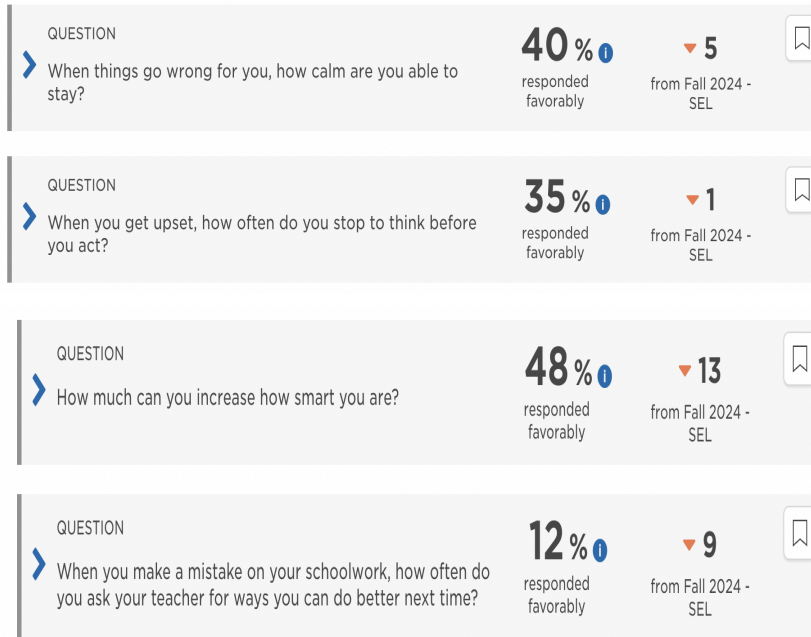 QUESTION
When things go wrong for you, how calm are you able to
stay?
40 % i
responded
favorably
▼ 5
from Fall 2024 -
SEL
QUESTION
When you get upset, how often do you stop to think before
you act?
35 % i
responded
favorably
▼ 1
from Fall 2024 -
SEL
QUESTION
How much can you increase how smart you are?
48 % i
responded
favorably
▼ 13
from Fall 2024 -
SEL
QUESTION
When you make a mistake on your schoolwork, how often do
you ask your teacher for ways you can do better next time?
12 % i
responded
favorably
▼ 9
from Fall 2024 -
SEL